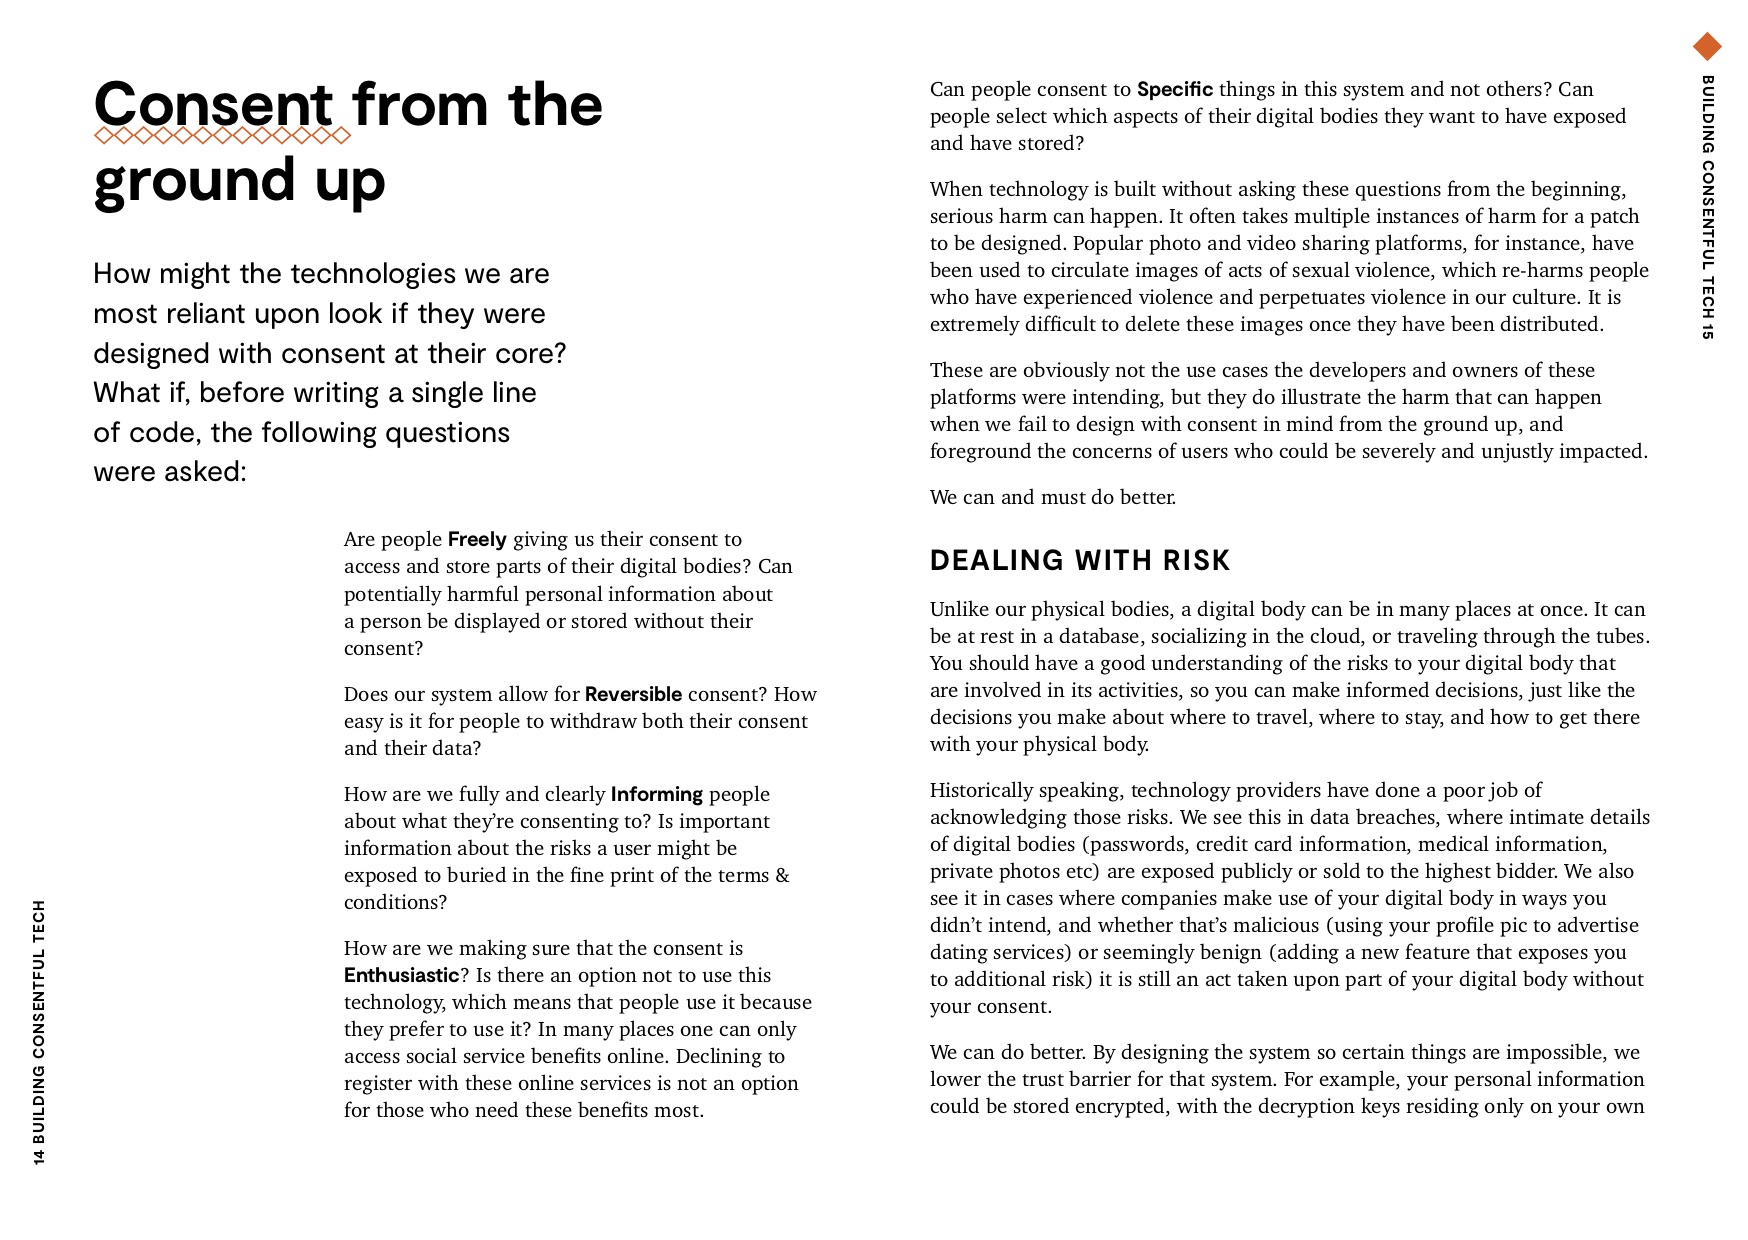 Consent from the
ground up
How might the technologies we are
most reliant upon look if they were
designed with consent at their core?
What if, before writing a single line
of code, the following questions
were asked:
Are people Freely giving us their consent to
access and store parts of their digital bodies? Can
potentially harmful personal information about
a person be displayed or stored without their
consent?
Does our system allow for Reversible consent? How
easy is it for people to withdraw both their consent
and their data?
How are we fully and clearly Informing people
about what they’re consenting to? Is important
information about the risks a user might be
exposed to buried in the fine print of the terms &
conditions?
How are we making sure that the consent is
Enthusiastic? Is there an option not to use this
technology, which means that people use it because
they prefer to use it? In many places one can only
access social service benefits online. Declining to
register with these online services is not an option
for those who need these benefits most.
14 BUILDING CONSENTFUL TECH
Can people consent to Specific things in this system and not others? Can
people select which aspects of their digital bodies they want to have exposed
and have stored?
When technology is built without asking these questions from the beginning,
serious harm can happen. It often takes multiple instances of harm for a patch
to be designed. Popular photo and video sharing platforms, for instance, have
been used to circulate images of acts of sexual violence, which re-harms people
who have experienced violence and perpetuates violence in our culture. It is
extremely difficult to delete these images once they have been distributed.
These are obviously not the use cases the developers and owners of these
platforms were intending, but they do illustrate the harm that can happen
when we fail to design with consent in mind from the ground up, and
foreground the concerns of users who could be severely and unjustly impacted.
We can and must do better.
DEALING WITH RISK
Unlike our physical bodies, a digital body can be in many places at once. It can
be at rest in a database, socializing in the cloud, or traveling through the tubes.
You should have a good understanding of the risks to your digital body that
are involved in its activities, so you can make informed decisions, just like the
decisions you make about where to travel, where to stay, and how to get there
with your physical body.
Historically speaking, technology providers have done a poor job of
acknowledging those risks. We see this in data breaches, where intimate details
of digital bodies (passwords, credit card information, medical information,
private photos etc) are exposed publicly or sold to the highest bidder. We also
see it in cases where companies make use of your digital body in ways you
didn’t intend, and whether that’s malicious (using your profile pic to advertise
dating services) or seemingly benign (adding a new feature that exposes you
to additional risk) it is still an act taken upon part of your digital body without
your consent.
We can do better. By designing the system so certain things are impossible, we
lower the trust barrier for that system. For example, your personal information
could be stored encrypted, with the decryption keys residing only on your own
BUILDING CONSENTFUL TECH 15